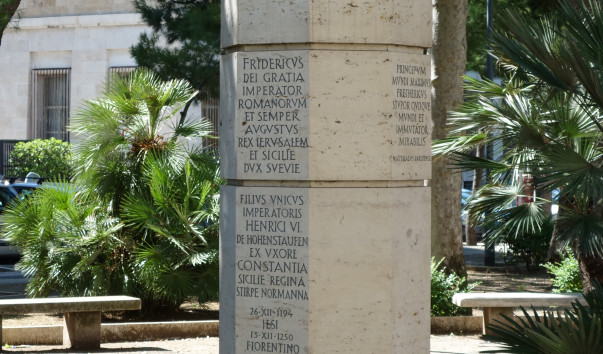 FRIDERICVS
DEI GRATIA
IMPERATOR
ROMANORVM
ET SEMPER
AVGVSTVS
REX IERVSALEM
ET SICILIE
DVX SVEVIE
FILIVS VNICVS
IMPERATORIS
HENRICI VI
DE HOHENSTAUFEN
EX VXORE
CONSTANTIA
SICILIE REGINA
STIRPE NORMANNA
26-XII-1194
IESI
13-XII-1250
FIORENTINO
PRINCIPVM
MVNDI MAXIMVS
FRETHERICVS
STVPOR QVOQVE
MVNDI ET
IMMVTATOR
MIRABILIS